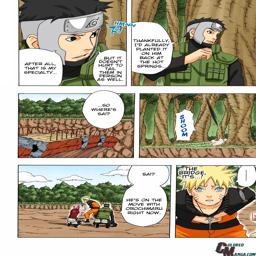 THANKFULLY,
I'D ALREADY
PLANTED IT
ON HIM
BACK AT
THE HOT
SPRINGS.
BUT IT
DOESN'T
HURT TO
TAIL
THEM IN
PERSON
AS WELL.
AFTER ALL,
THAT IS MY
SPECIALTY.
SHOOM
...SO
WHERE'S
SAI?
THE
BRIDGE,
IT'S...
SAI?
HE'S ON THE
MOVE WITH
OROCHIMARU
RIGHT NOW.
COLORED
MANGA.COM